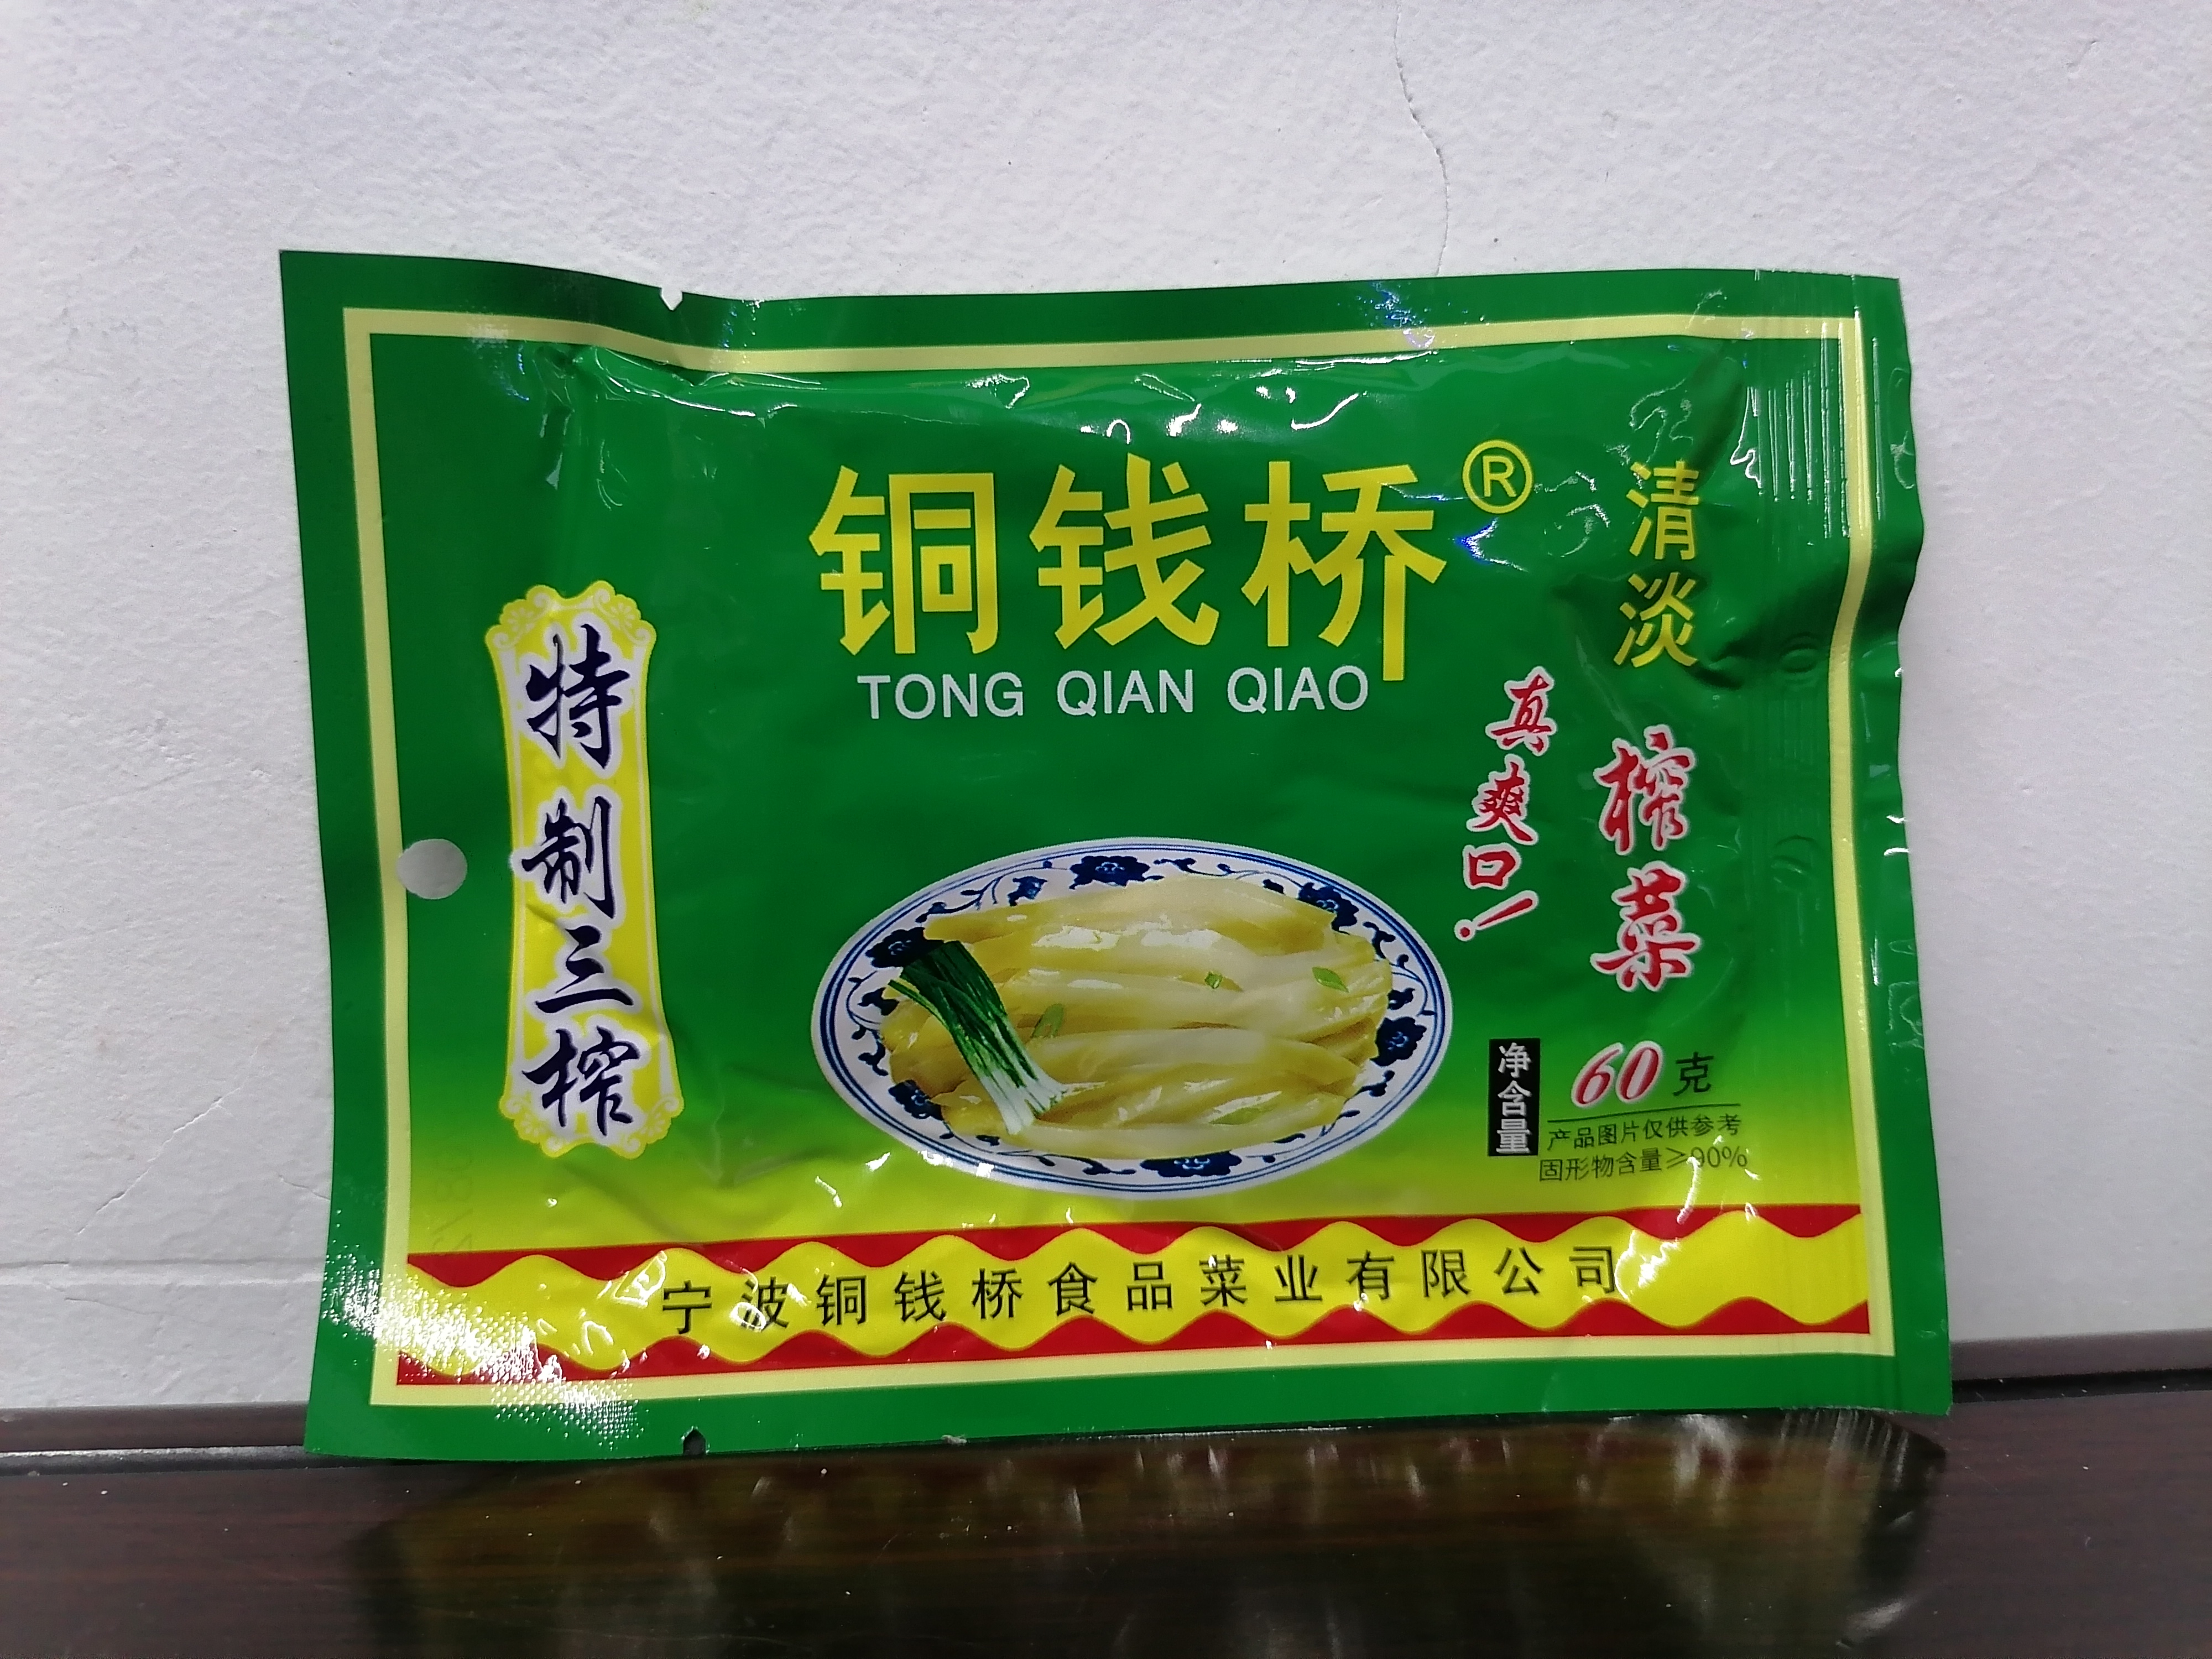 铜钱桥®
TONG QIAN QIAO
清淡
榨菜
真爽口！
特制三榨
净含量
60克
产品图片仅供参考
固形物含量≥90%
宁波铜钱桥食品菜业有限公司